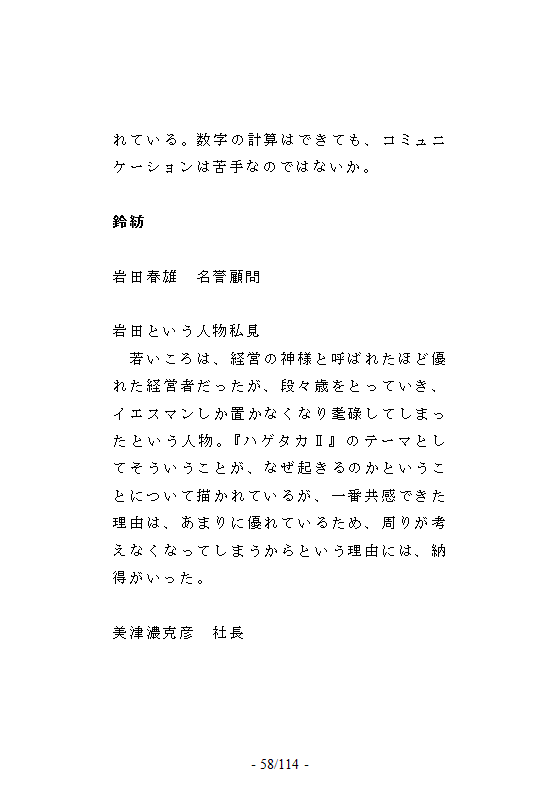 れている。数字の計算はできても、コミュニ
ケーションは苦手なのではないか。
鈴紡
岩田春雄　名誉顧問
岩田という人物私見
　若いころは、経営の神様と呼ばれたほど優
れた経営者だったが、段々歳をとっていき、
イエスマンしか置かなくなり耄碌してしまっ
たという人物。『ハゲタカⅡ』のテーマとし
てそういうことが、なぜ起きるのかというこ
とについて描かれているが、一番共感できた
理由は、あまりに優れているため、周りが考
えなくなってしまうからという理由には、納
得がいった。
美津濃克彦　社長
- 58/114 -